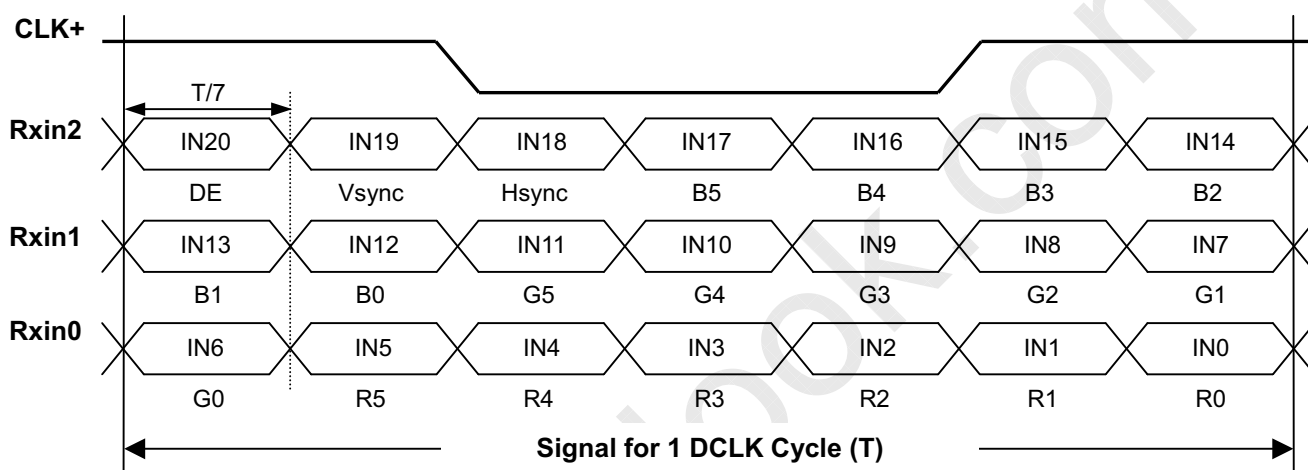 CLK+
T/7
Rxin2 IN20 IN19 IN18 IN17 IN16 IN15 IN14
DE Vsync Hsync B5 B4 B3 B2
Rxin1 IN13 IN12 IN11 IN10 IN9 IN8 IN7
B1 B0 G5 G4 G3 G2 G1
Rxin0 IN6 IN5 IN4 IN3 IN2 IN1 IN0
G0 R5 R4 R3 R2 R1 R0
Signal for 1 DCLK Cycle (T)